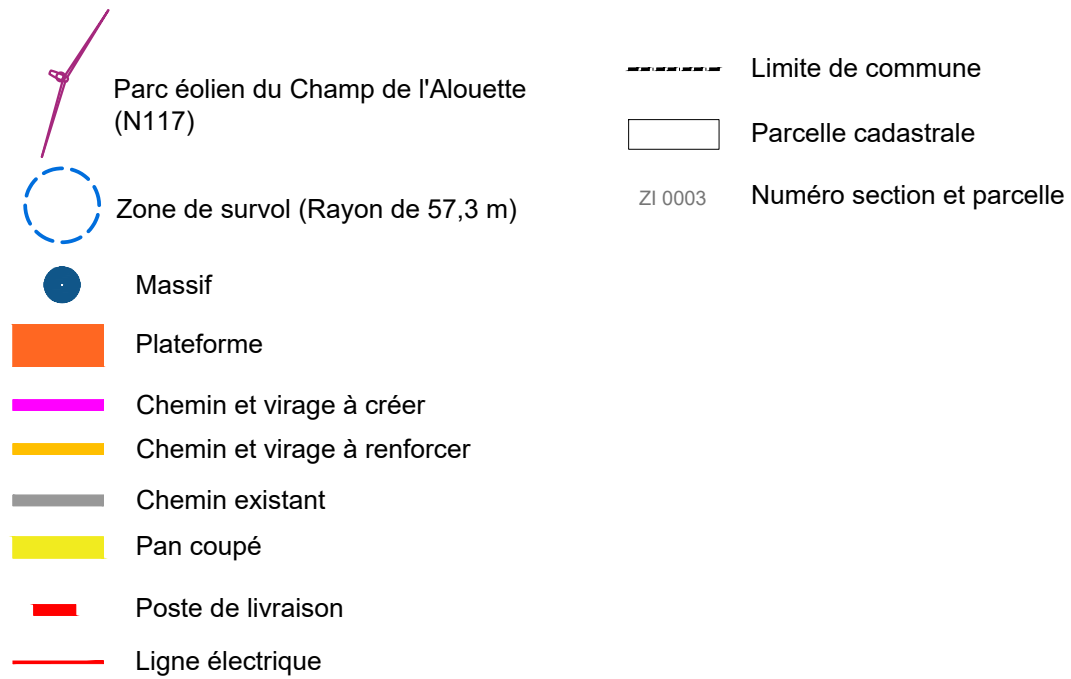 Parc éolien du Champ de l'Alouette
(N117)
Zone de survol (Rayon de 57,3 m)
Massif
Plateforme
Chemin et virage à créer
Chemin et virage à renforcer
Chemin existant
Pan coupé
Poste de livraison
Ligne électrique
Limite de commune
Parcelle cadastrale
ZI 0003 Numéro section et parcelle